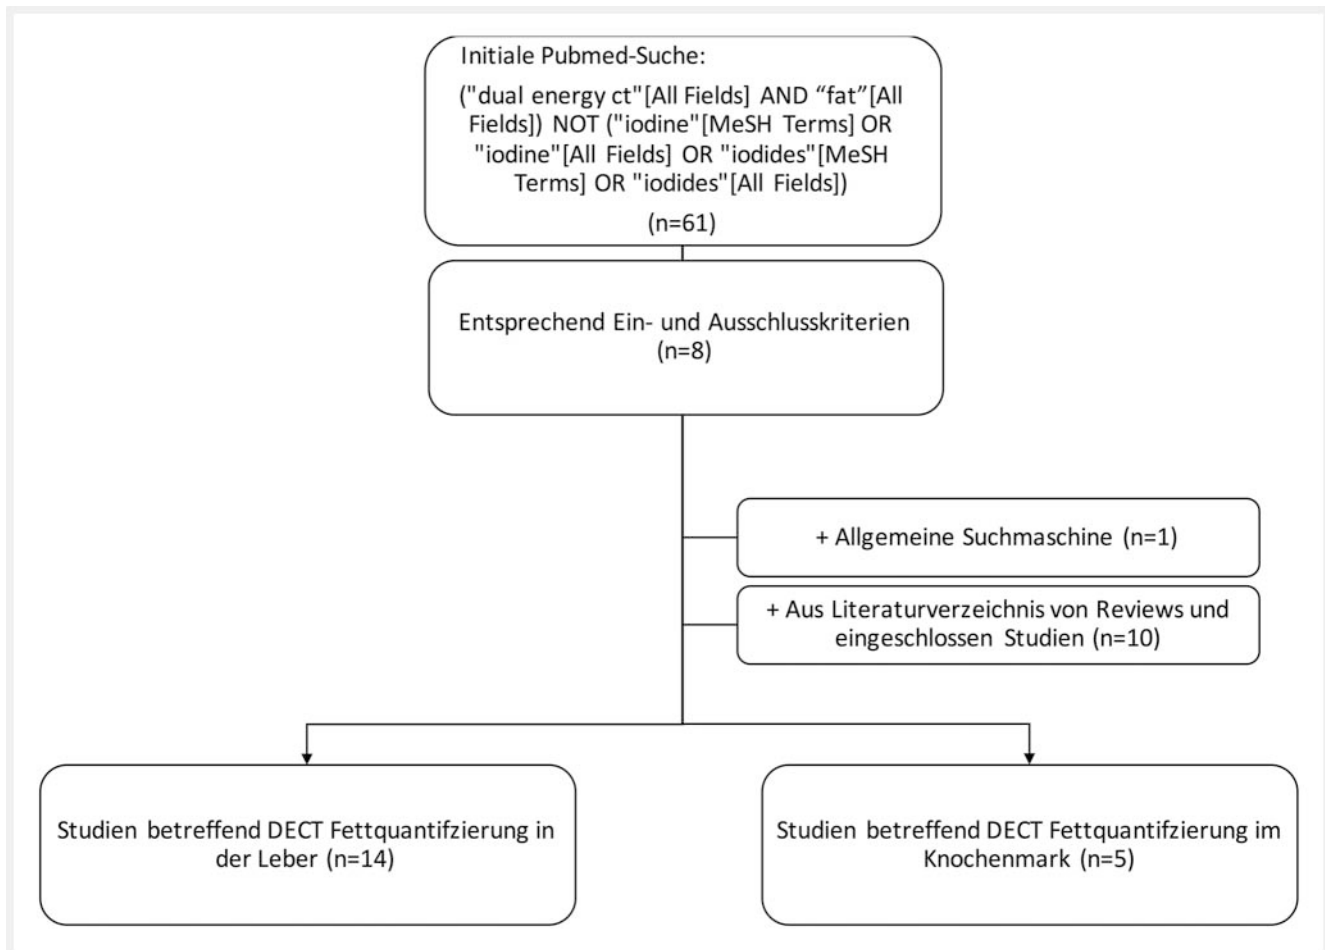 Initiale Pubmed-Suche:
("dual energy ct"[All Fields] AND “fat”[All
Fields]) NOT ("iodine"[MeSH Terms] OR
"iodine"[All Fields] OR "iodides"[MeSH
Terms] OR "iodides"[All Fields])
(n=61)
Entsprechend Ein- und Ausschlusskriterien
(n=8)
+ Allgemeine Suchmaschine (n=1)
+ Aus Literaturverzeichnis von Reviews und
eingeschlossen Studien (n=10)
Studien betreffend DECT Fettquantifzierung in
der Leber (n=14)
Studien betreffend DECT Fettquantifzierung im
Knochenmark (n=5)